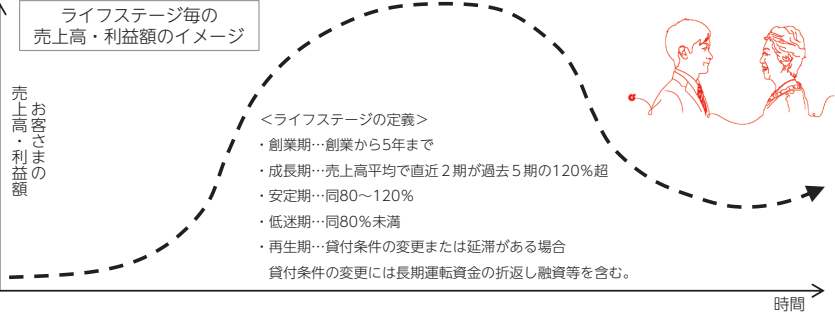 ライフステージ毎の
売上高・利益額のイメージ
お客さまの
売上高・利益額
＜ライフステージの定義＞
・創業期…創業から5年まで
・成長期…売上高平均で直近２期が過去５期の120％超
・安定期…同80～120％
・低迷期…同80％未満
・再生期…貸付条件の変更または延滞がある場合
貸付条件の変更には長期運転資金の折返し融資等を含む。
時間